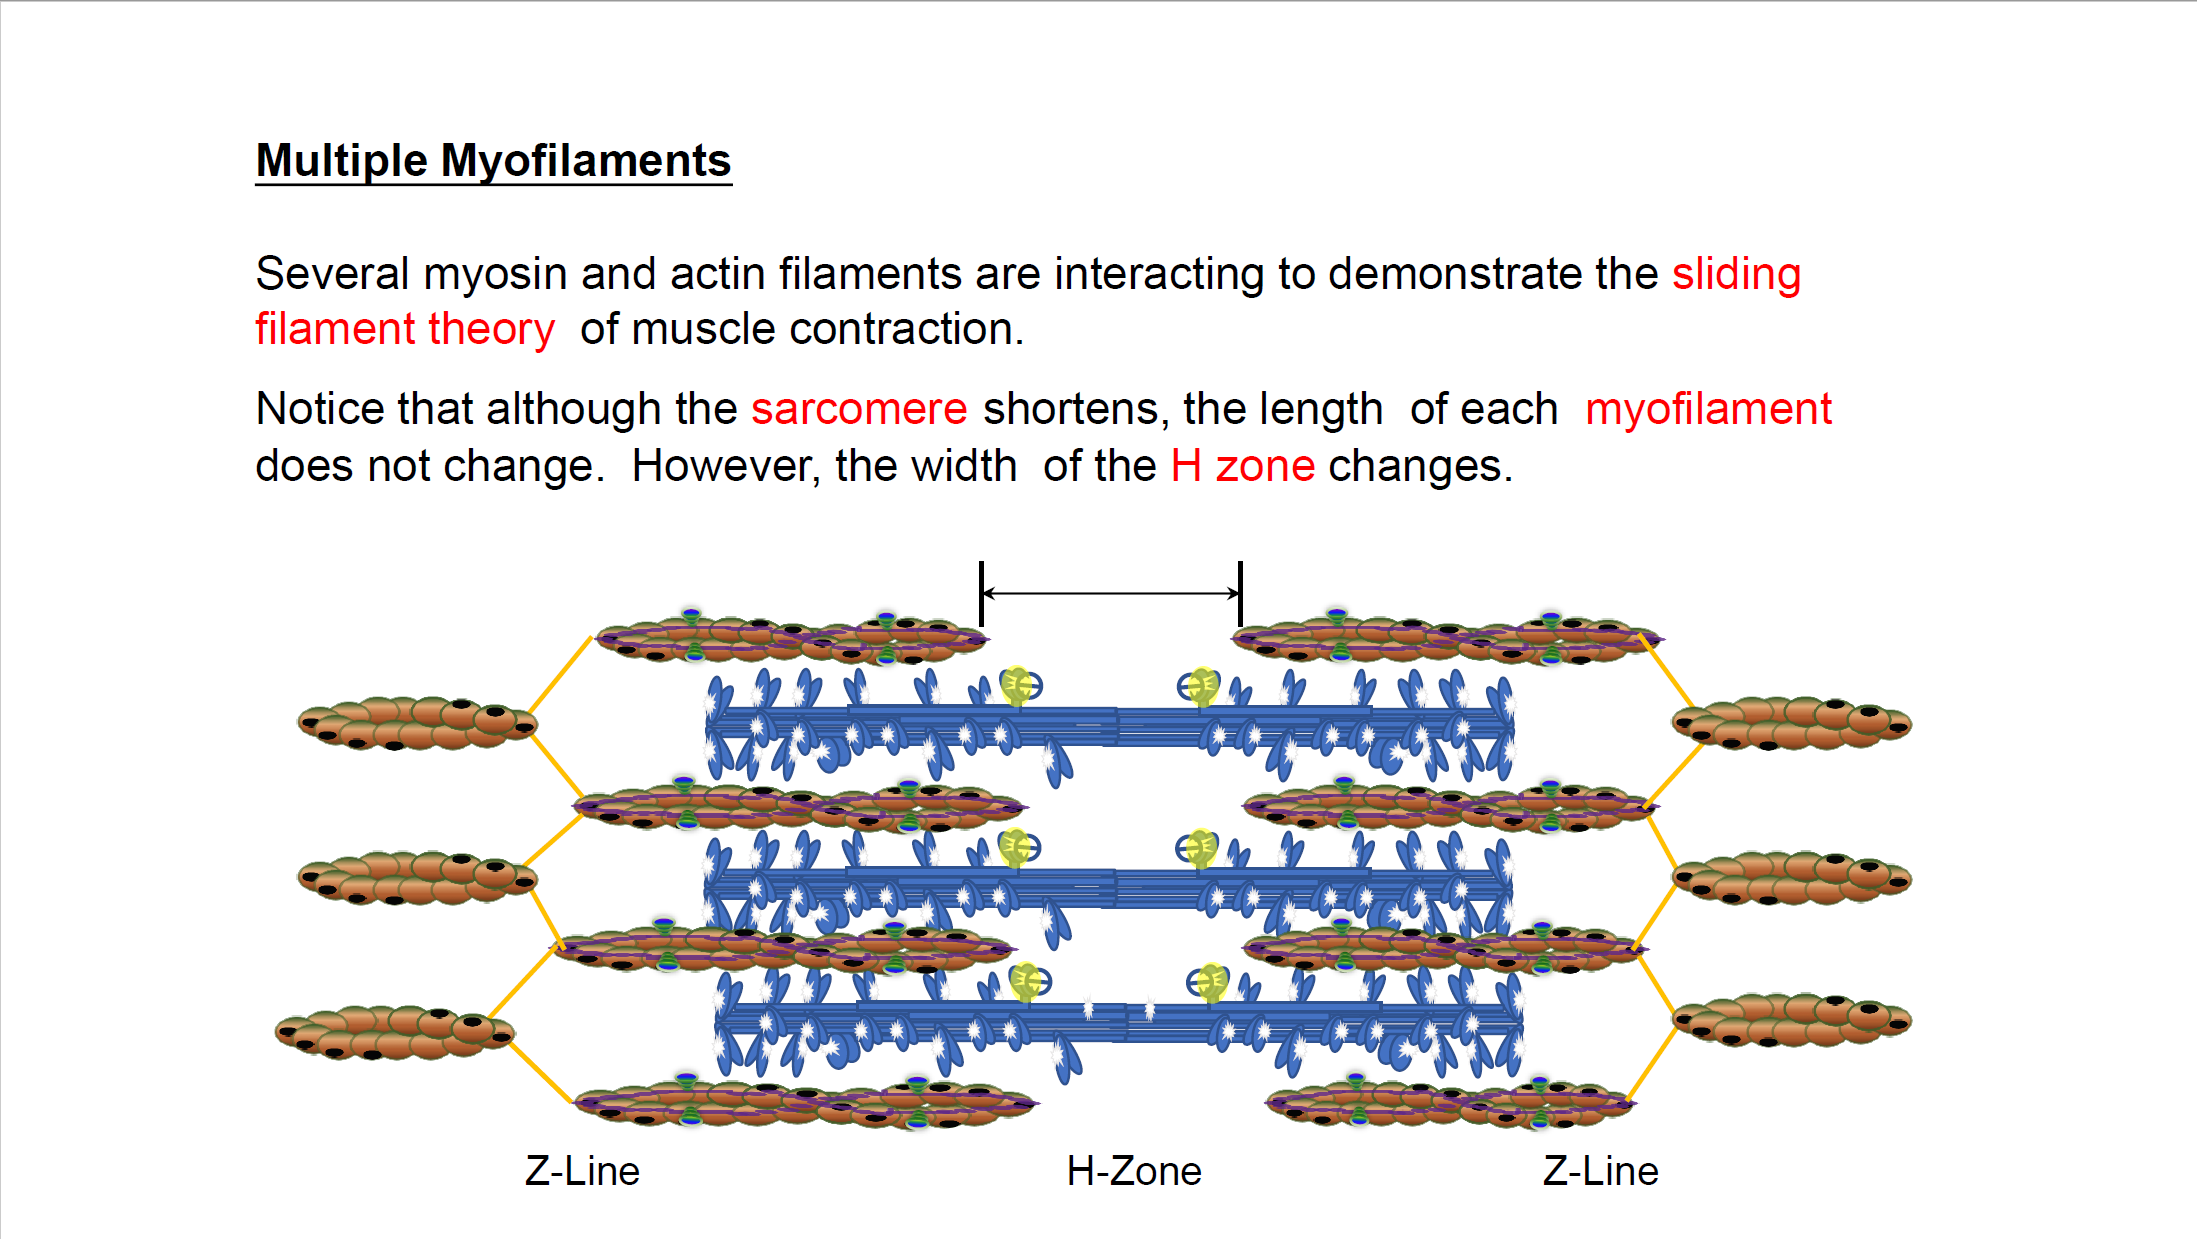 Multiple Myofilaments
Several myosin and actin filaments are interacting to demonstrate the sliding
filament theory of muscle contraction.
Notice that although the sarcomere shortens, the length of each myofilament
does not change. However, the width of the H zone changes.
Z-Line H-Zone Z-Line